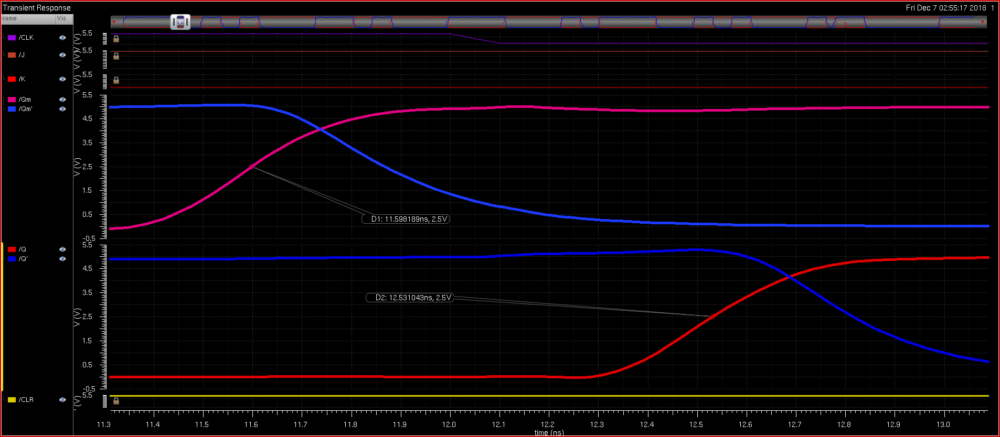 Transient Response
Fri Dec 7 02:55:17 2018 1
Name Vis
/CLK
5.5
V (V)
/J
5.5
V (V)
/K
5.5
V (V)
/Qm
/Qm'
5.5
4.5
3.5
2.5
1.5
0.5
-0.5
V (V)
D1: 11.598189ns, 2.5V
/Q
/Q'
5.5
4.5
3.5
2.5
1.5
0.5
-0.5
V (V)
D2: 12.531043ns, 2.5V
/CLR
5.5
(V)
11.3 11.4 11.5 11.6 11.7 11.8 11.9 12.0 12.1 12.2 12.3 12.4 12.5 12.6 12.7 12.8 12.9 13.0
time (ns)